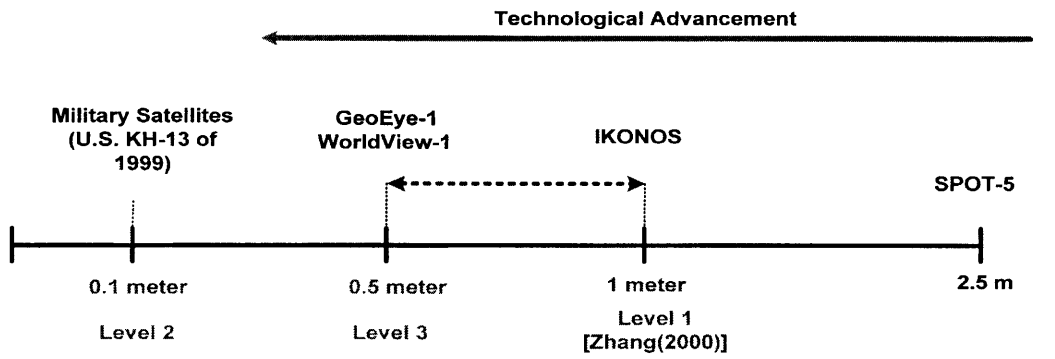 Technological Advancement
Military Satellites
(U.S. KH-13 of
1999)
GeoEye-1
WorldView-1
IKONOS
SPOT-5
0.1 meter
0.5 meter
1 meter
2.5 m
Level 2
Level 3
Level 1
[Zhang(2000)]